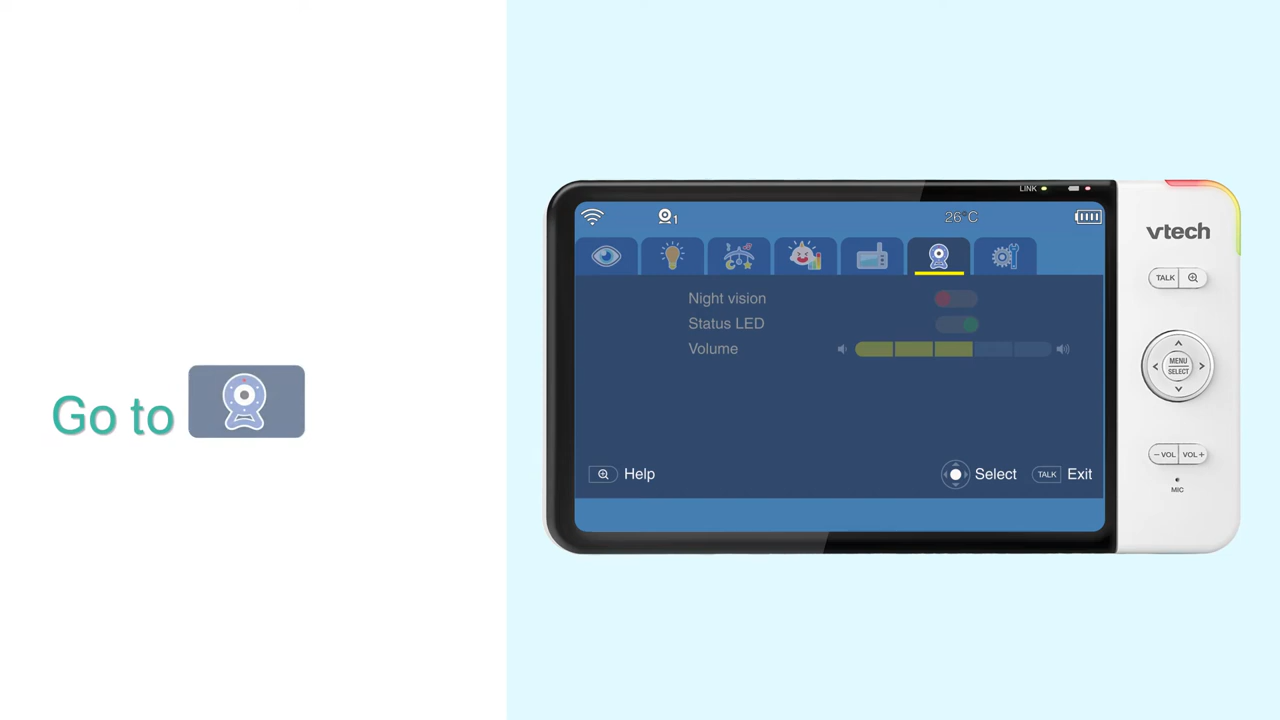 Go to
LINK
1
26°C
Night vision
Status LED
Volume
Help
Select
TALK Exit
vtech
TALK
MENU
SELECT
− VOL VOL +
MIC